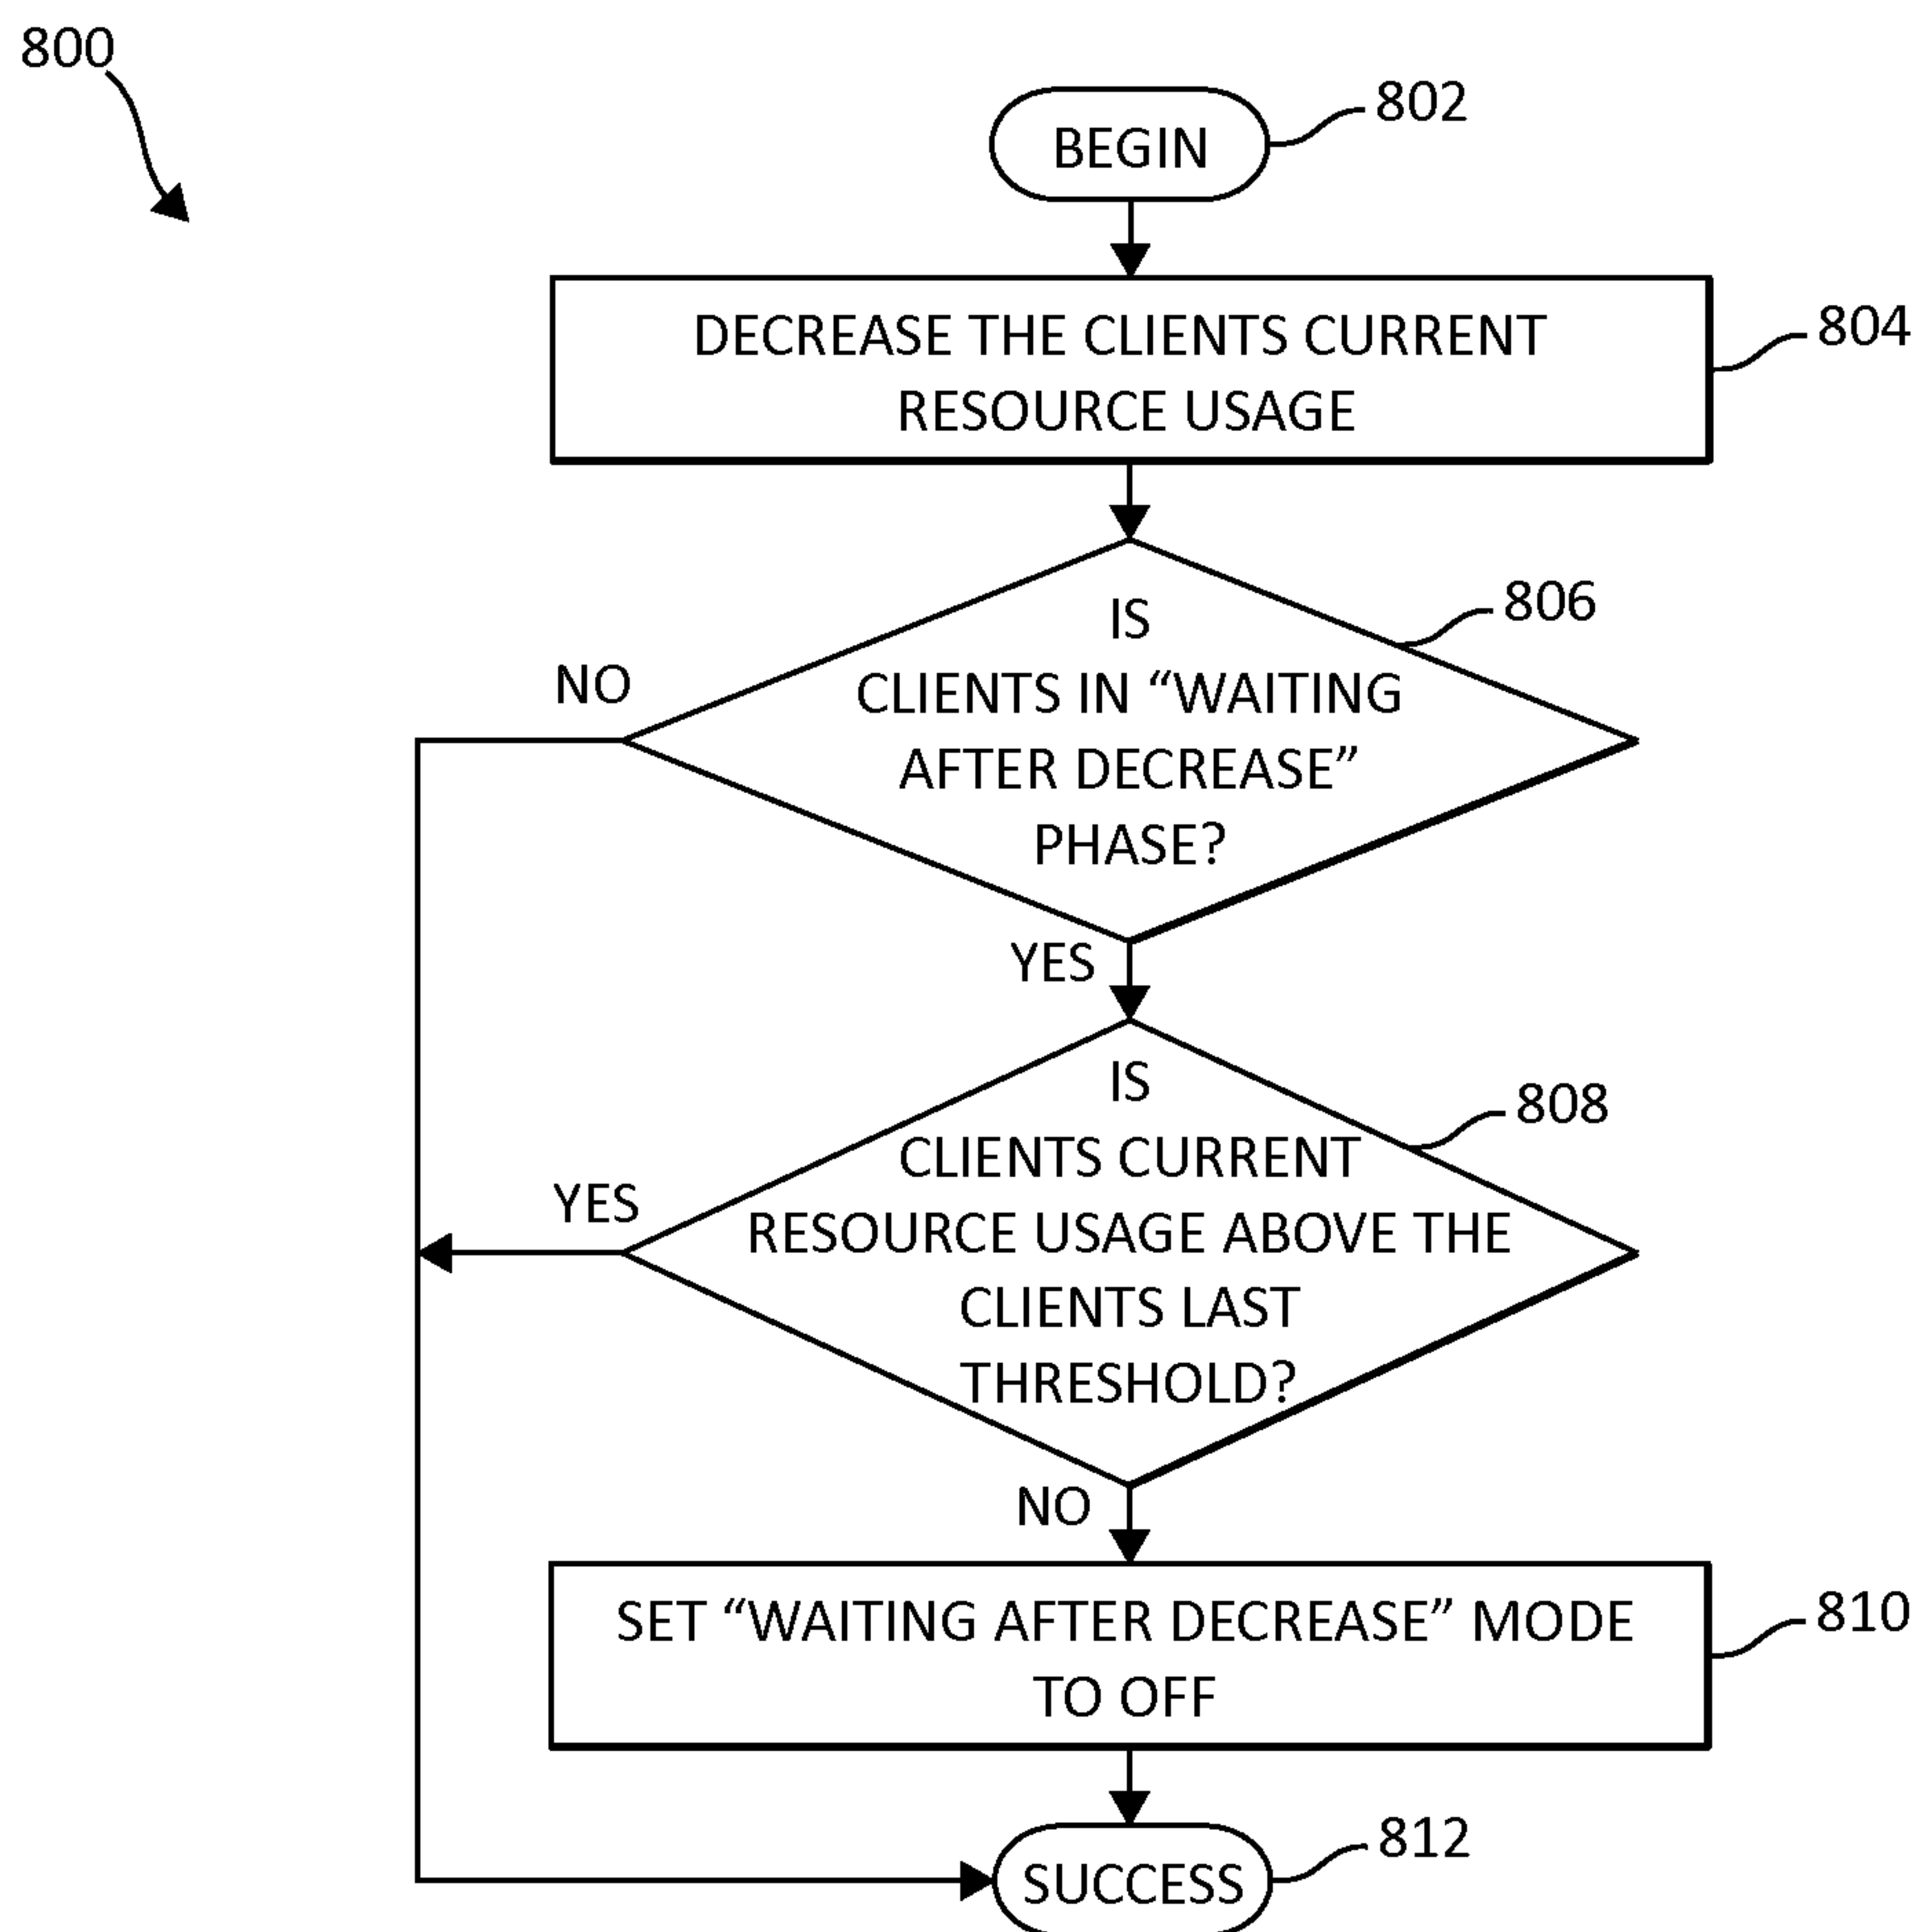 800
BEGIN
802
DECREASE THE CLIENTS CURRENT
RESOURCE USAGE
804
IS
CLIENTS IN “WAITING
AFTER DECREASE”
PHASE?
806
NO
YES
IS
CLIENTS CURRENT
RESOURCE USAGE ABOVE THE
CLIENTS LAST
THRESHOLD?
808
YES
NO
SET “WAITING AFTER DECREASE” MODE
TO OFF
810
SUCCESS
812